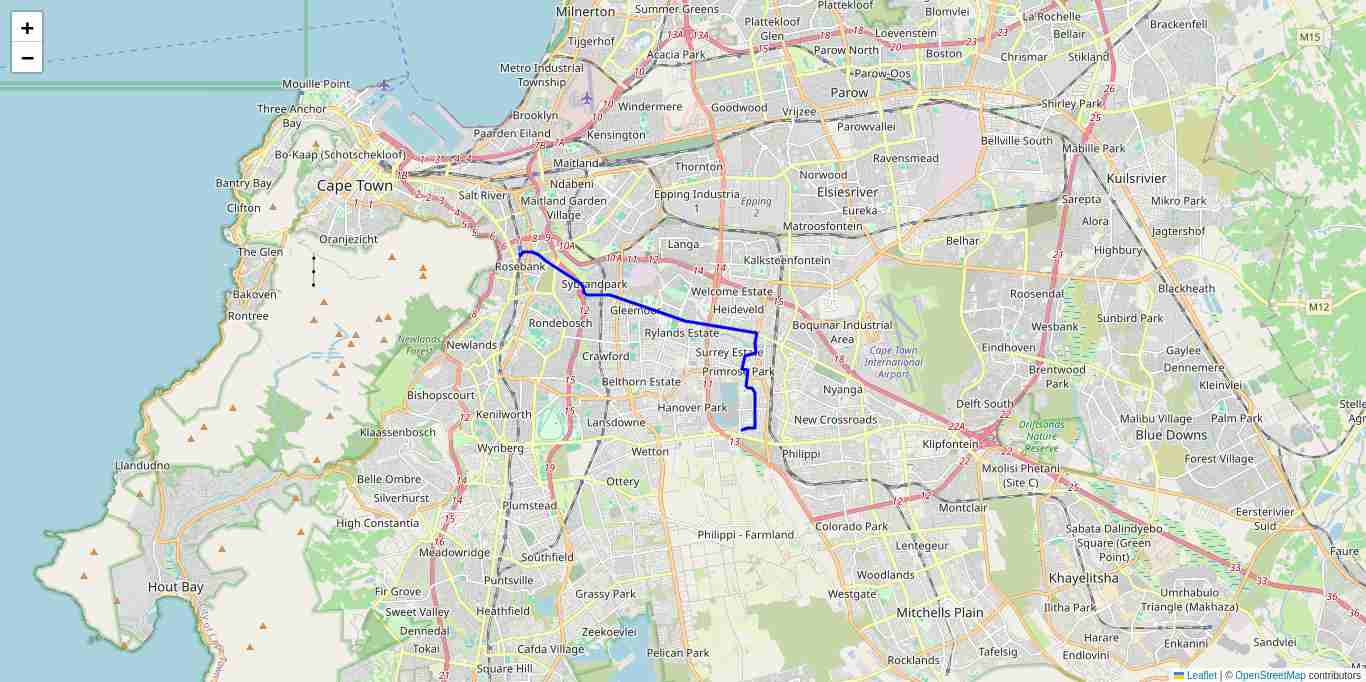 +
−
Milnerton
Summer Greens
Plattekloof
Plattekloof
Glen
Blomvlei
La Rochelle
Brackenfell
M15
Tijgerhof
Acacia Park
Parow North
Loevenstein
Bellair
Boston
Chrismar
Stikland
Metro Industrial
Township
Parow-Oos
Parow
Mouille Point
Three Anchor
Bay
Windermere
Goodwood
Vrijzee
Shirley Park
Brooklyn
Paarden Eiland
Kensington
Parowvallei
Bellville South
Mabille Park
Bo-Kaap (Schotschekloof)
Maitland
Thornton
Ravensmead
Kuilsrivier
Bantry Bay
Cape Town
Salt River
Ndabeni
Norwood
Elsiesriver
Epping Industria
1
Epping
2
Clifton
Maitland Garden
Village
Eureka
Sarepta
Mikro Park
Alora
Matroosfontein
Jagtershof
Oranjezicht
Langa
Belhar
Highbury
The Glen
Rosebank
Kalksteenfontein
Sybrandpark
Welcome Estate
Roosendal
Blackheath
Bakoven
Rontree
Gleemoor
Heideveld
M12
Rondebosch
Rylands Estate
Boquinar Industrial
Area
Wesbank
Sunbird Park
Newlands
Forest
Newlands
Crawford
Surrey Estate
Cape Town
International
Airport
Eindhoven
Gaylee
Dennemere
Primrose Park
Brentwood
Park
Kleinvlei
Bishopscourt
Belthorn Estate
Nyanga
Delft South
Hanover Park
Kenilworth
Lansdowne
New Crossroads
Malibu Village
Palm Park
Klaassenbosch
Driftsands
Nature
Reserve
Blue Downs
Wynberg
Wetton
Philippi
Klipfontein
Forest Village
Llandudno
Belle Ombre
Ottery
Mxolisi Phetani
(Site C)
Silverhurst
Plumstead
Montclair
Eersterivier
Suid
High Constantia
Philippi - Farmland
Colorado Park
Sabata Dalindyebo
Square (Green
Point)
Meadowridge
Southfield
Lentegeur
Faure
Hout Bay
Puntsville
Woodlands
Khayelitsha
Fir Grove
Grassy Park
Westgate
Umrhabulo
Triangle (Makhaza)
Sweet Valley
Heathfield
Mitchells Plain
Ilitha Park
Dennedal
Zeekoevlei
Harare
Enkanini
Sandvlei
Tokai
Cafda Village
Pelican Park
Tafelsig
Endlovini
Square Hill
Rocklands
Leaflet | © OpenStreetMap contributors